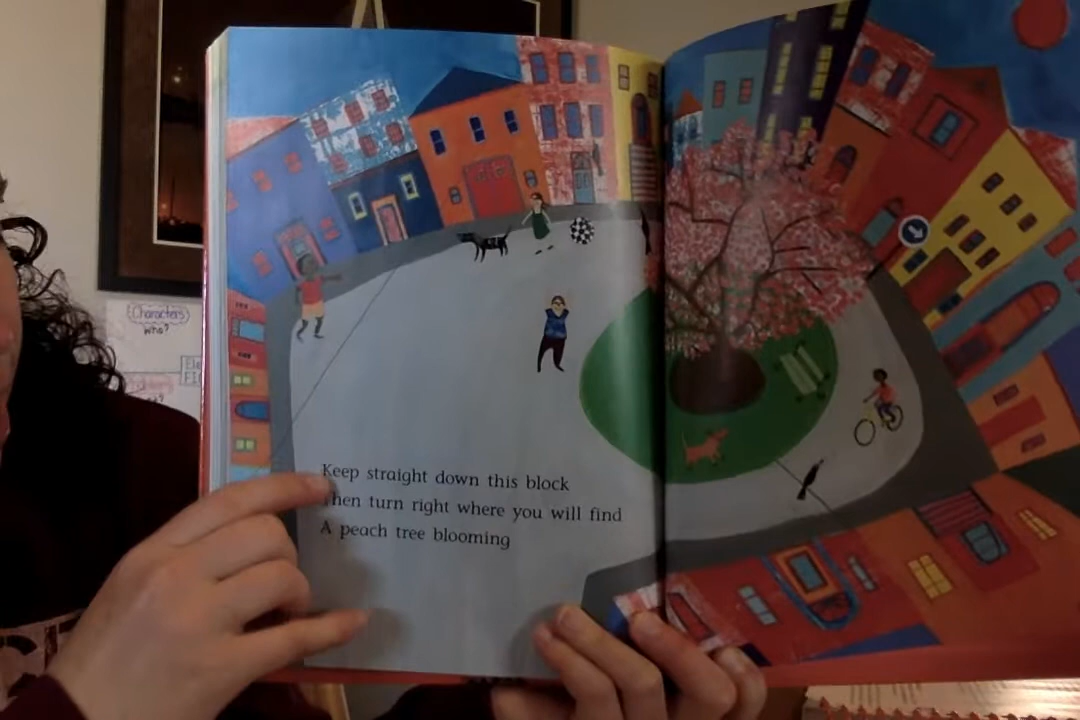 Characters
Who?
Keep straight down this block
Then turn right where you will find
A peach tree blooming